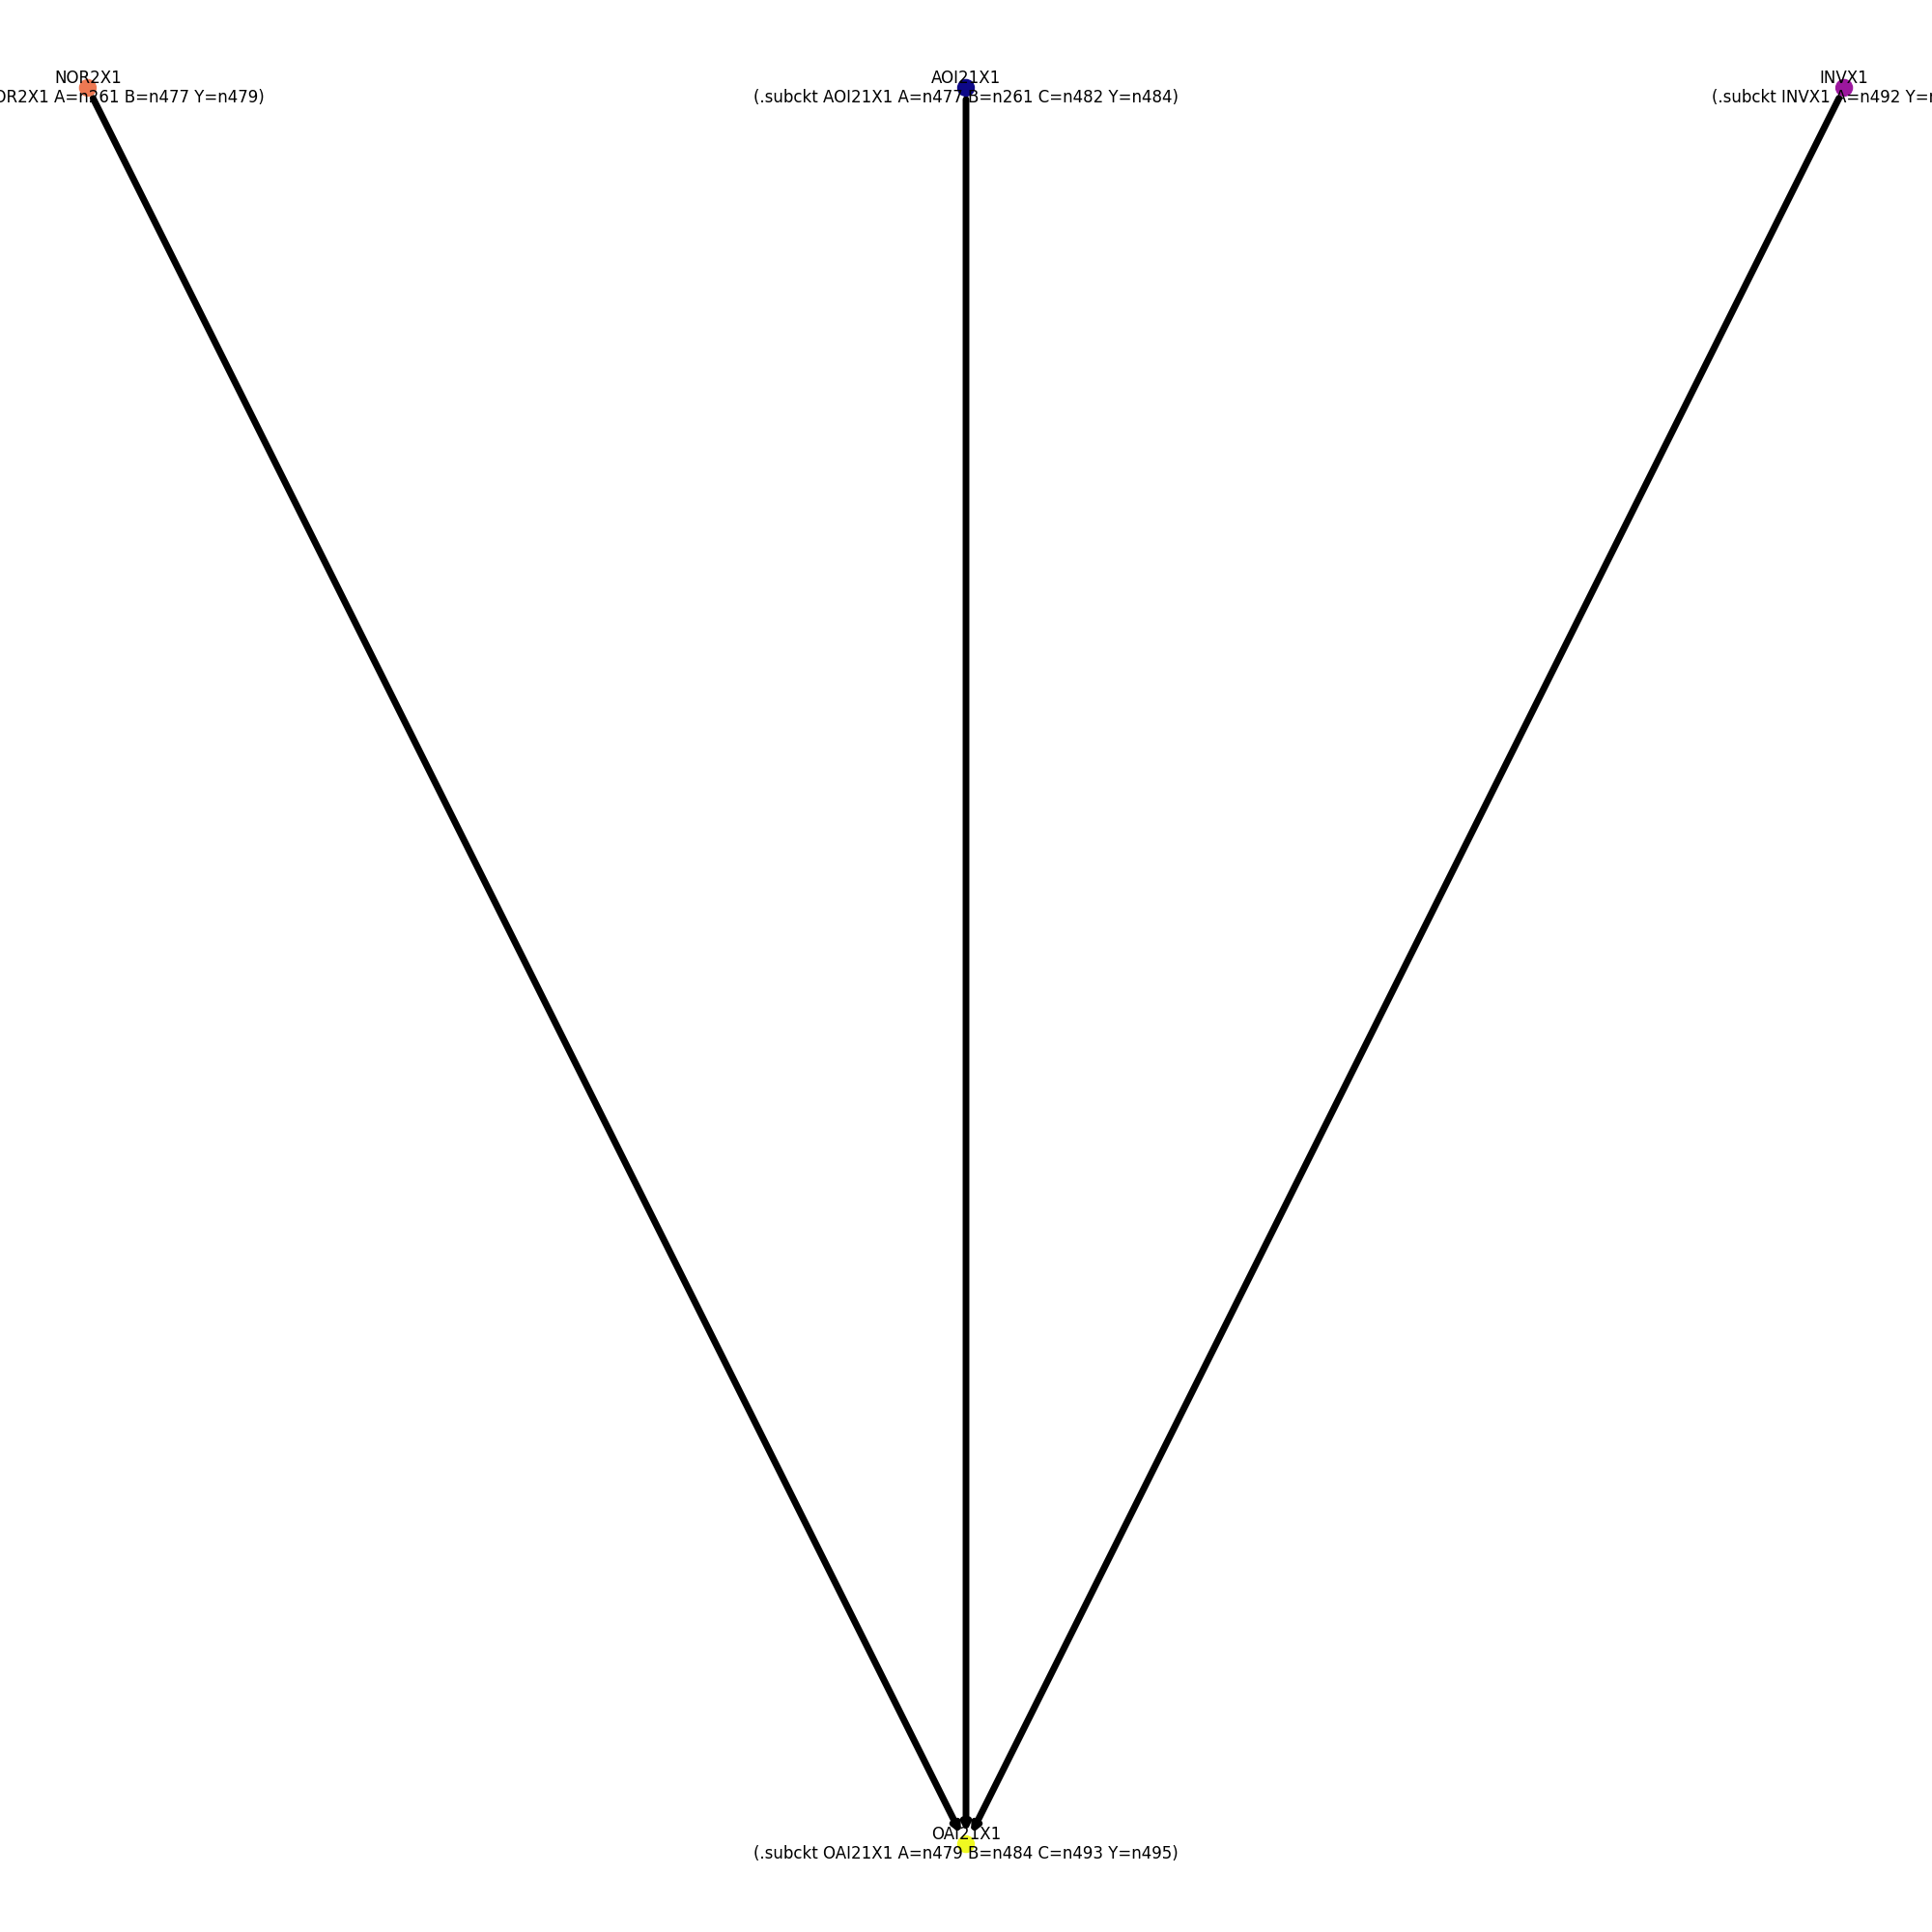 NOR2X1
OR2X1 A=n261 B=n477 Y=n479)
AOI21X1
(.subckt AOI21X1 A=n477 B=n261 C=n482 Y=n484)
INVX1
(.subckt INVX1 A=n492 Y=
OAI21X1
(.subckt OAI21X1 A=n479 B=n484 C=n493 Y=n495)